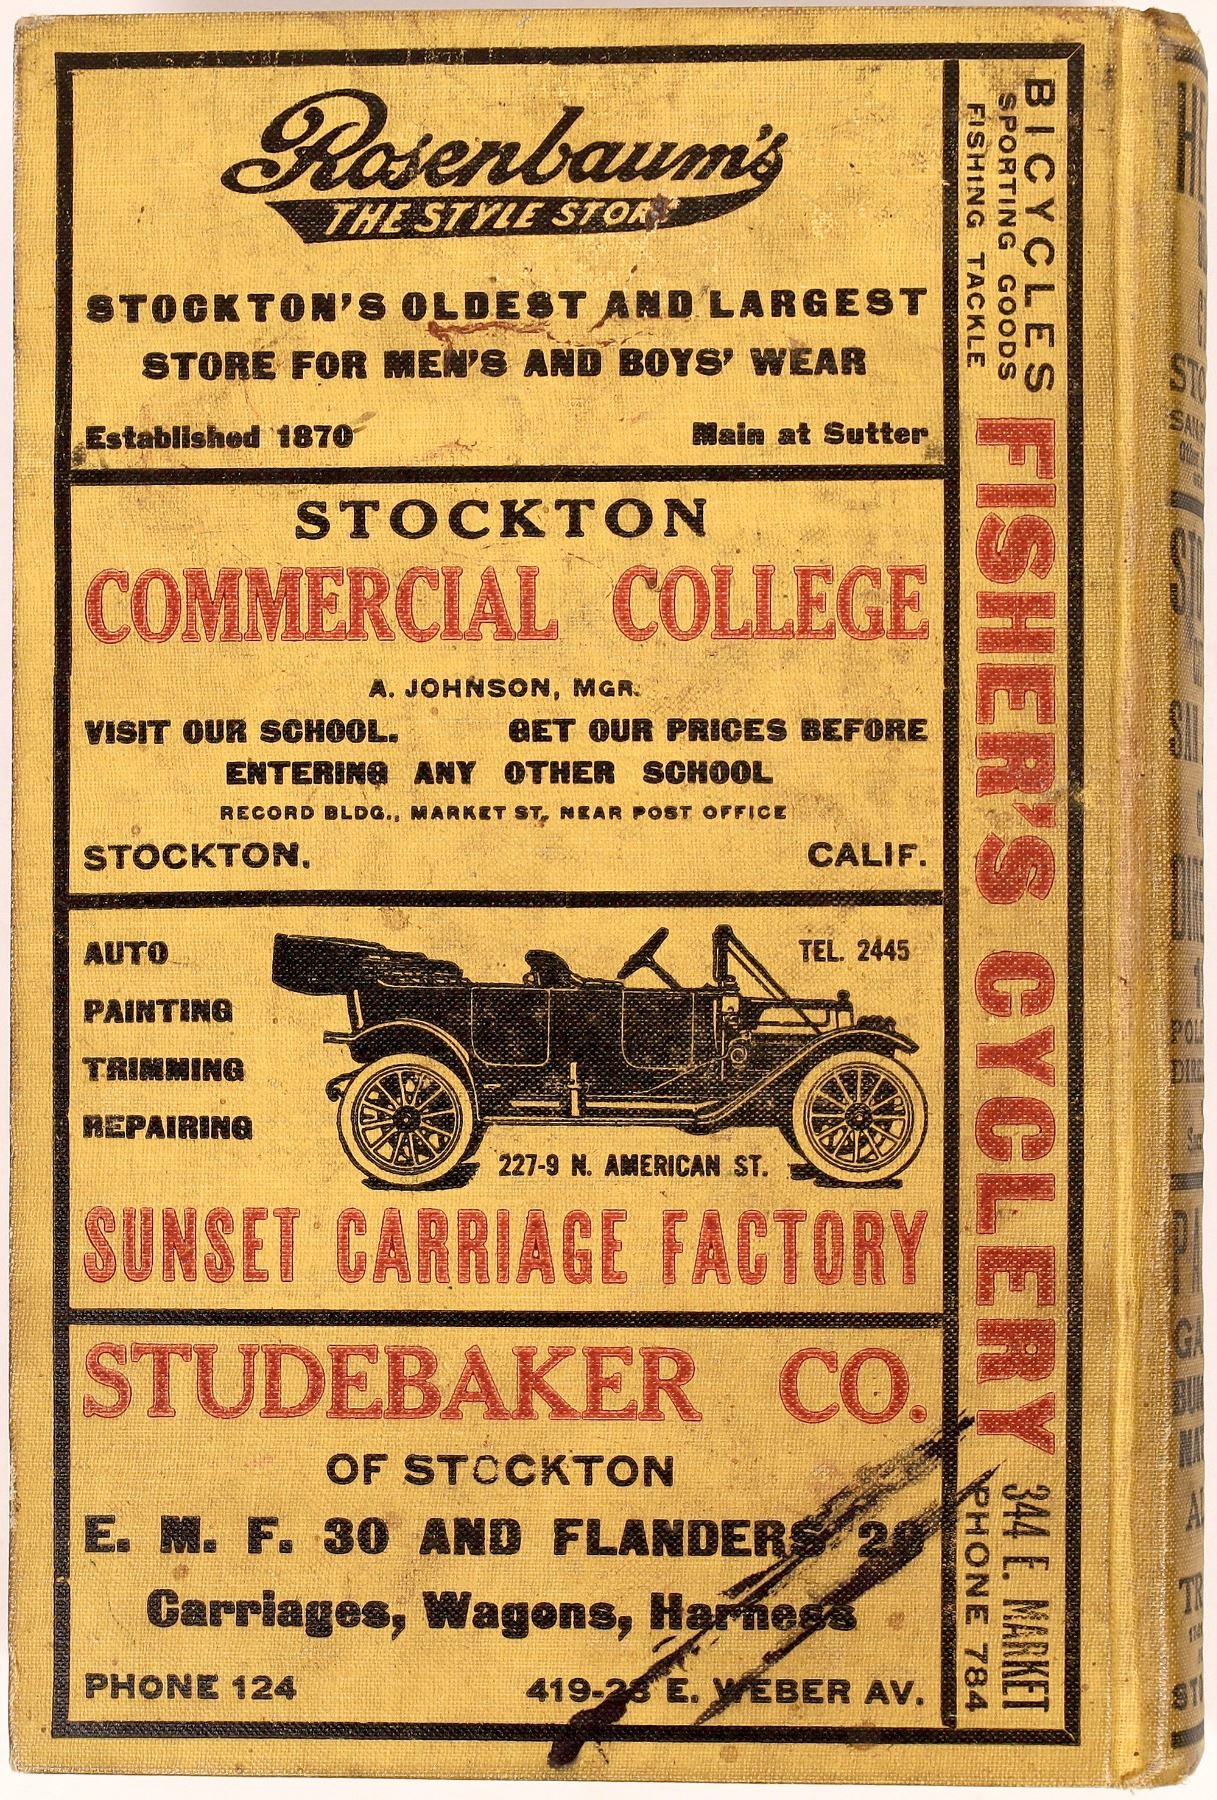 Rosenbaum's
THE STYLE STORE
STOCKTON'S OLDEST AND LARGEST
STORE FOR MEN'S AND BOYS' WEAR
Established 1870 Main at Sutter
STOCKTON
COMMERCIAL COLLEGE
A. JOHNSON, MGR.
VISIT OUR SCHOOL. GET OUR PRICES BEFORE
ENTERING ANY OTHER SCHOOL
RECORD BLDG., MARKET ST., NEAR POST OFFICE
STOCKTON. CALIF.
AUTO
PAINTING
TRIMMING
REPAIRING
TEL. 2445
227-9 N. AMERICAN ST.
SUNSET CARRIAGE FACTORY
STUDEBAKER CO.
OF STOCKTON
E. M. F. 30 AND FLANDERS 20
Carriages, Wagons, Harness
PHONE 124 419-23 E. WEBER AV.
BICYCLES
SPORTING GOODS
FISHING TACKLE
FISHER'S CYCLERY
344 E. MARKET
PHONE 784